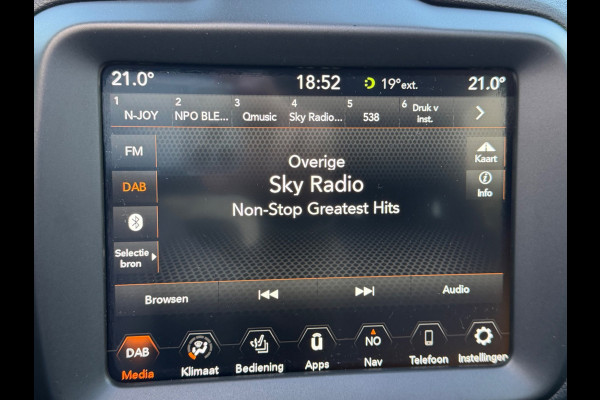 21.0° 18:52 19°ext. 21.0°
1 N-JOY 2 NPO BLE... 3 Qmusic 4 Sky Radio... 5 538 6 Druk v Inst.
FM
DAB
Selectie bron
Overige
Sky Radio
Non-Stop Greatest Hits
Kaart
Info
Browsen Audio
DAB NO
Media Klimaat Bediening Apps Nav Telefoon Instellingen